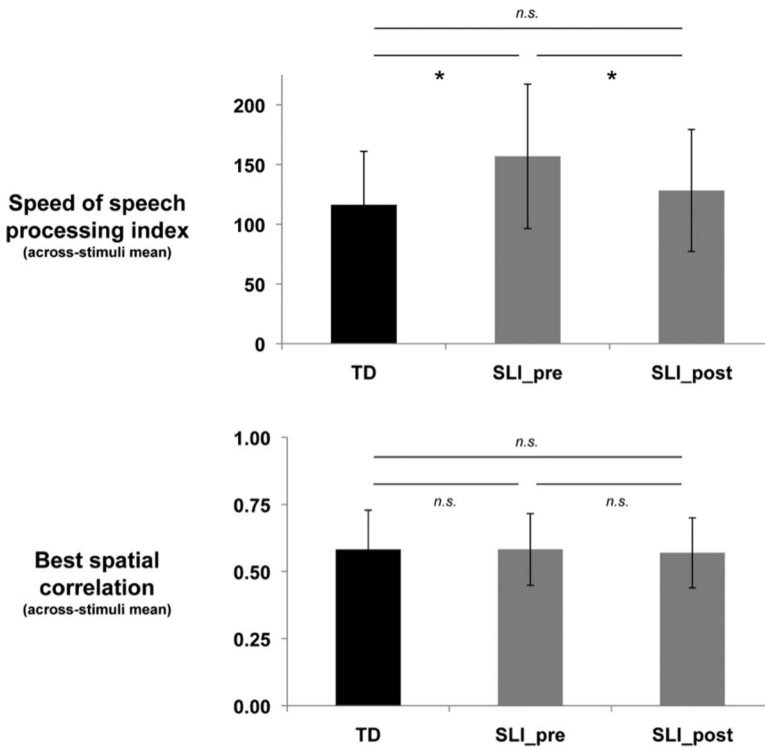 n.s.
* *
200
150
100
50
0
Speed of speech
processing index
(across-stimuli mean)
TD SLI_pre SLI_post
1.00
0.75
0.50
0.25
0.00
n.s.
n.s. n.s.
Best spatial
correlation
(across-stimuli mean)
TD SLI_pre SLI_post